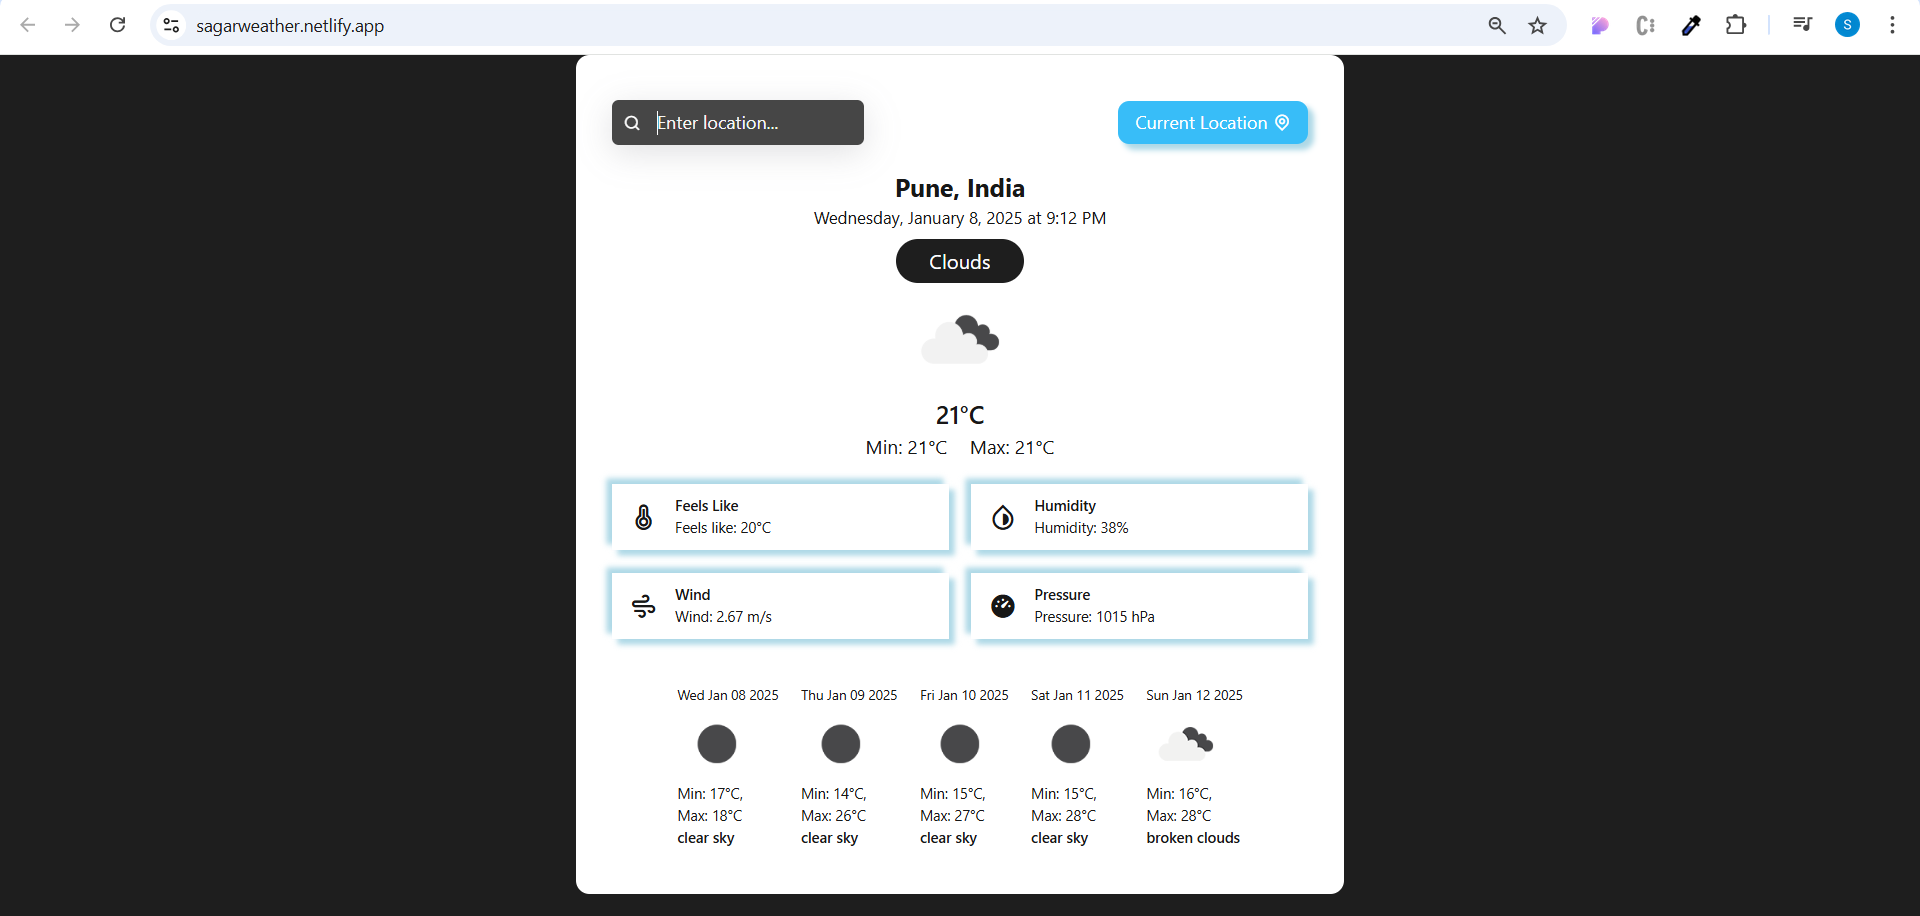 sagarweather.netlify.app
S
Enter location...
Current Location
Pune, India
Wednesday, January 8, 2025 at 9:12 PM
Clouds
21°C
Min: 21°C Max: 21°C
Feels Like
Feels like: 20°C
Humidity
Humidity: 38%
Wind
Wind: 2.67 m/s
Pressure
Pressure: 1015 hPa
Wed Jan 08 2025 Thu Jan 09 2025 Fri Jan 10 2025 Sat Jan 11 2025 Sun Jan 12 2025
Min: 17°C, Min: 14°C, Min: 15°C, Min: 15°C, Min: 16°C,
Max: 18°C Max: 26°C Max: 27°C Max: 28°C Max: 28°C
clear sky clear sky clear sky clear sky broken clouds